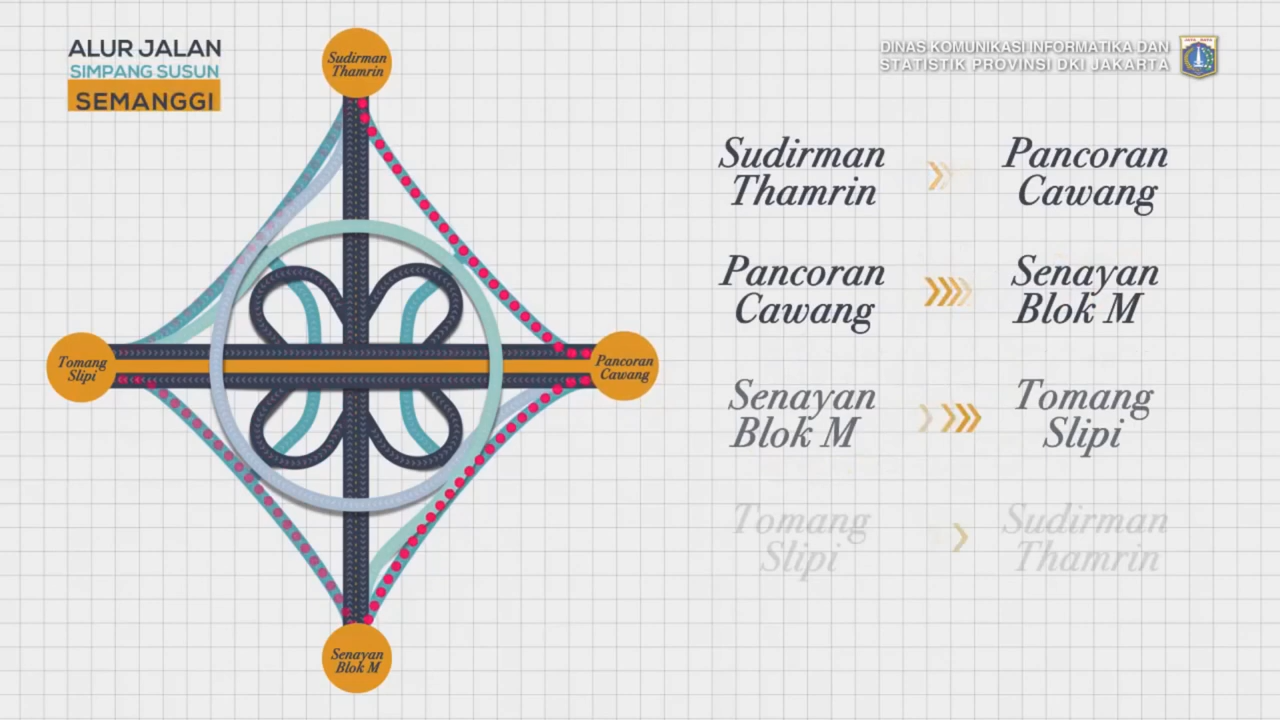 ALUR JALAN
SIMPANG SUSUN
SEMANGGI
DINAS KOMUNIKASI INFORMATIKA DAN
STATISTIK PROVINSI DKI JAKARTA
Sudirman
Thamrin
Tomang
Slipi
Pancoran
Cawang
Senayan
Blok M
Sudirman
Thamrin
Pancoran
Cawang
Pancoran
Cawang
Senayan
Blok M
Senayan
Blok M
Tomang
Slipi
Tomang
Slipi
Sudirman
Thamrin